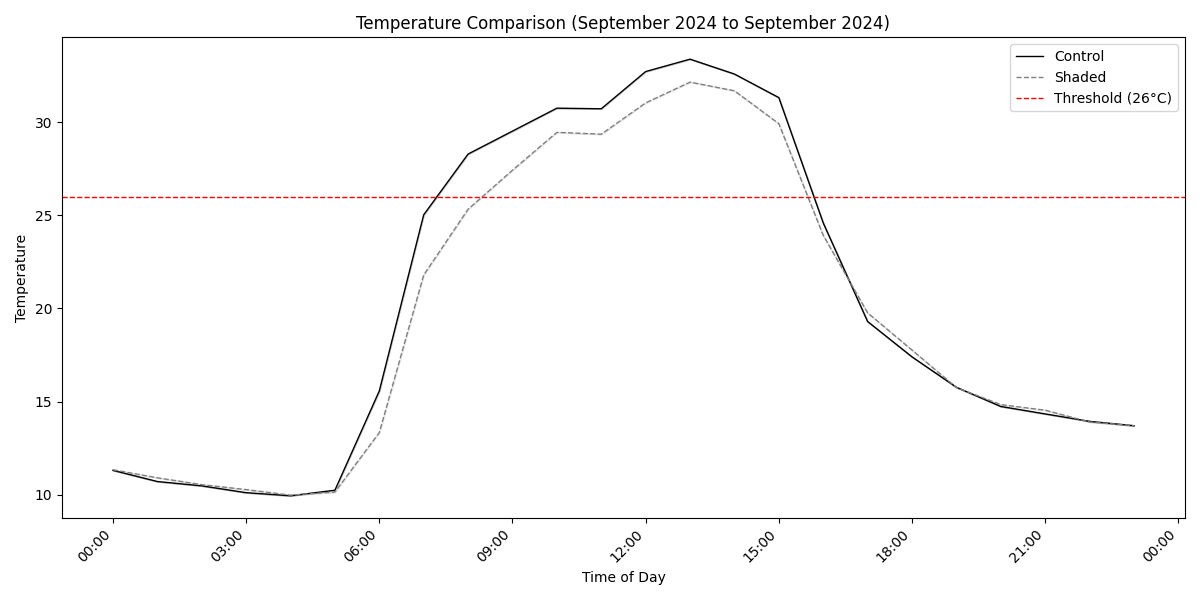 Temperature Comparison (September 2024 to September 2024)
Control
Shaded
Threshold (26°C)
30
25
20
15
10
Temperature
00:00
03:00
06:00
09:00
12:00
15:00
18:00
21:00
00:00
Time of Day